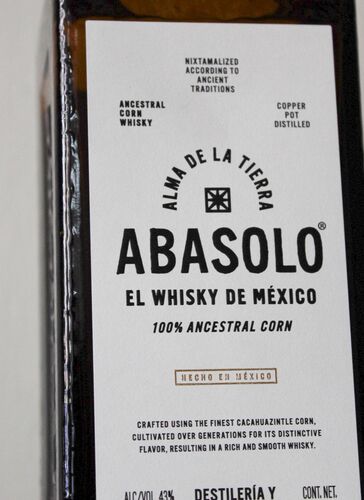 NIXTAMALIZED
ACCORDING TO
ANCIENT
TRADITIONS
ANCESTRAL
CORN
WHISKY
COPPER
POT
DISTILLED
ALMA DE LA TIERRA
ABASOLO®
EL WHISKY DE MÉXICO
100% ANCESTRAL CORN
HECHO EN MÉXICO
CRAFTED USING THE FINEST CACAHUAZINTLE CORN,
CULTIVATED OVER GENERATIONS FOR ITS DISTINCTIVE
FLAVOR, RESULTING IN A RICH AND SMOOTH WHISKY.
ALC/VOL 43% DESTILERÍA Y CONT. NET.